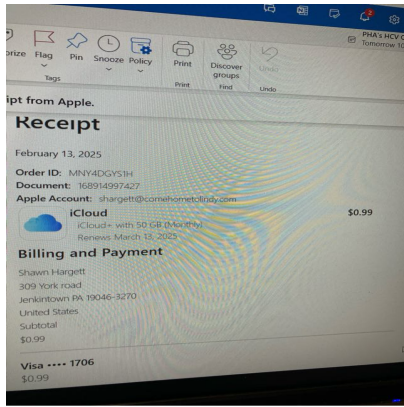 PHA's HCV
Tomorrow 10
orize
Flag
Pin
Snooze
Policy
Print
Discover groups
Undo
Tags
Print
Find
Undo
ipt from Apple.
Receipt
February 13, 2025
Order ID: MNY4DGYS1H
Document: 168914997427
Apple Account: shargett@comehometolindy.com
iCloud $0.99
iCloud+ with 50 GB (Monthly)
Renews March 13, 2025
Billing and Payment
Shawn Hargett
309 York road
Jenkintown PA 19046-3270
United States
Subtotal
$0.99
Visa •••• 1706
$0.99